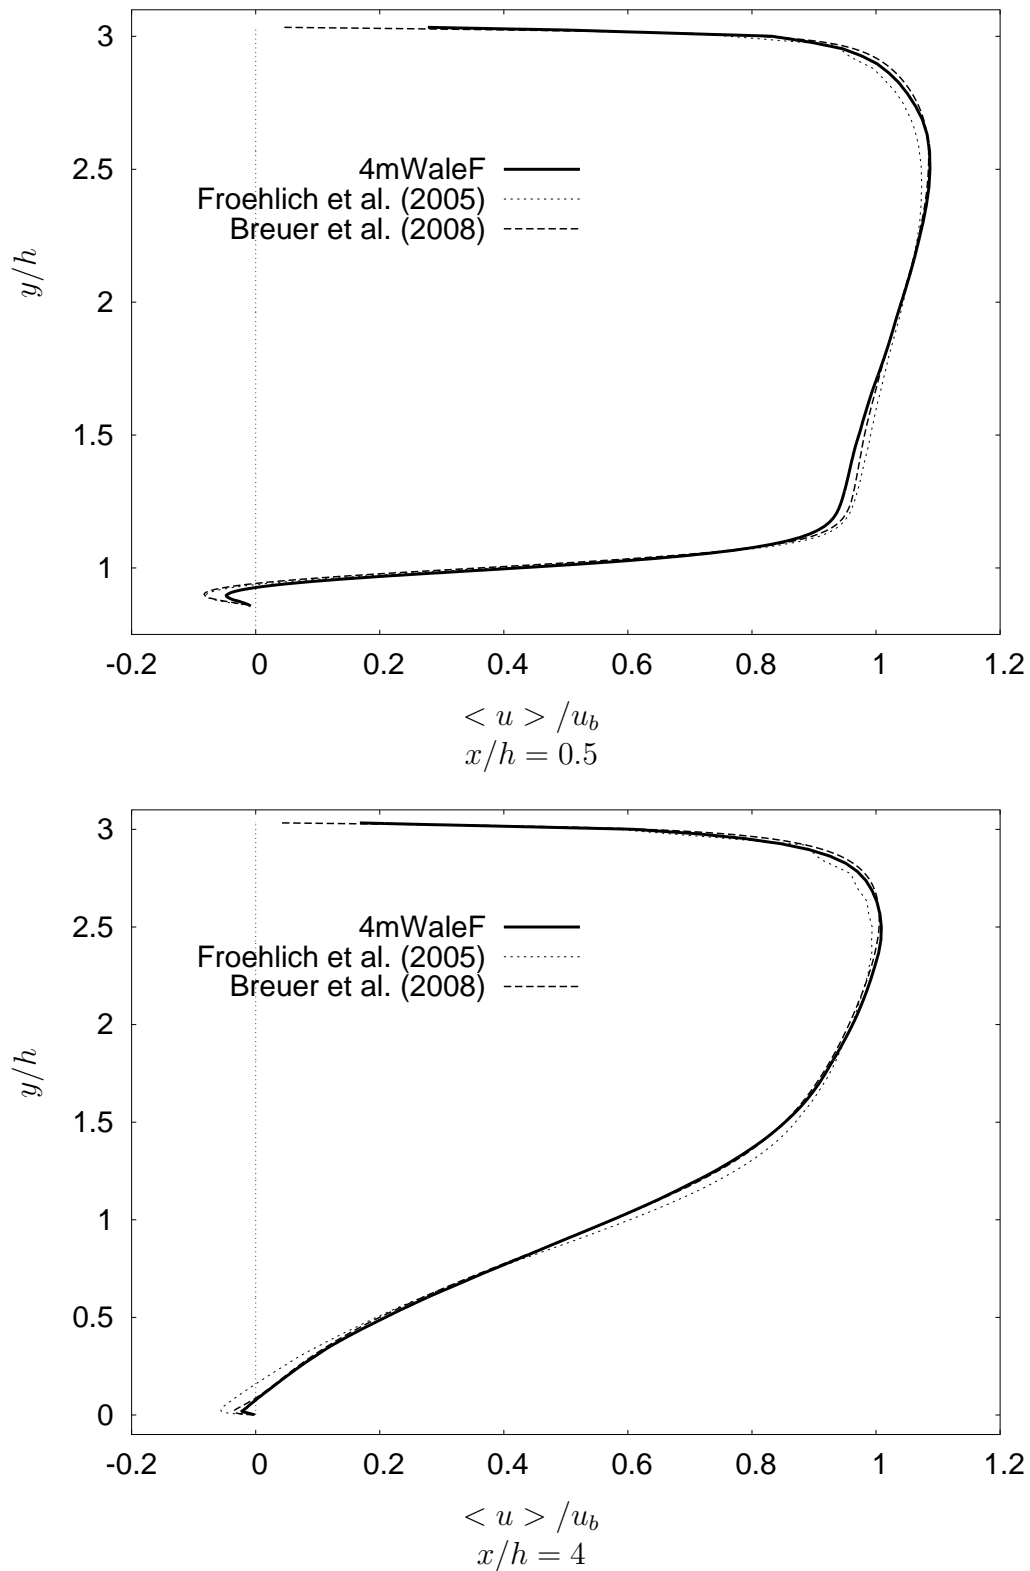 3
2.5
2
1.5
1
-0.2 0 0.2 0.4 0.6 0.8 1 1.2
y/h
4mWaleF
Froehlich et al. (2005)
Breuer et al. (2008)
< u > /u_b
x/h = 0.5
3
2.5
2
1.5
1
0.5
0
-0.2 0 0.2 0.4 0.6 0.8 1 1.2
y/h
4mWaleF
Froehlich et al. (2005)
Breuer et al. (2008)
< u > /u_b
x/h = 4